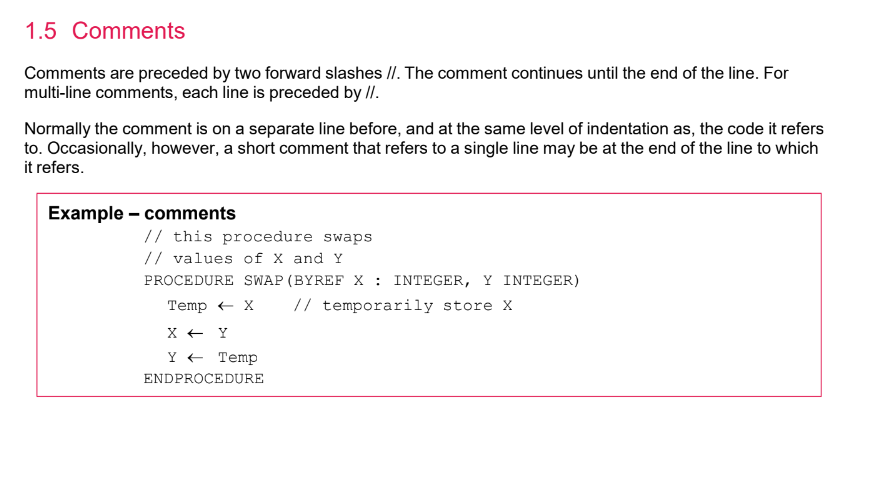 1.5 Comments
Comments are preceded by two forward slashes //. The comment continues until the end of the line. For
multi-line comments, each line is preceded by //.
Normally the comment is on a separate line before, and at the same level of indentation as, the code it refers
to. Occasionally, however, a short comment that refers to a single line may be at the end of the line to which
it refers.
Example – comments
// this procedure swaps
// values of X and Y
PROCEDURE SWAP(BYREF X : INTEGER, Y INTEGER)
Temp ← X // temporarily store X
X ← Y
Y ← Temp
ENDPROCEDURE